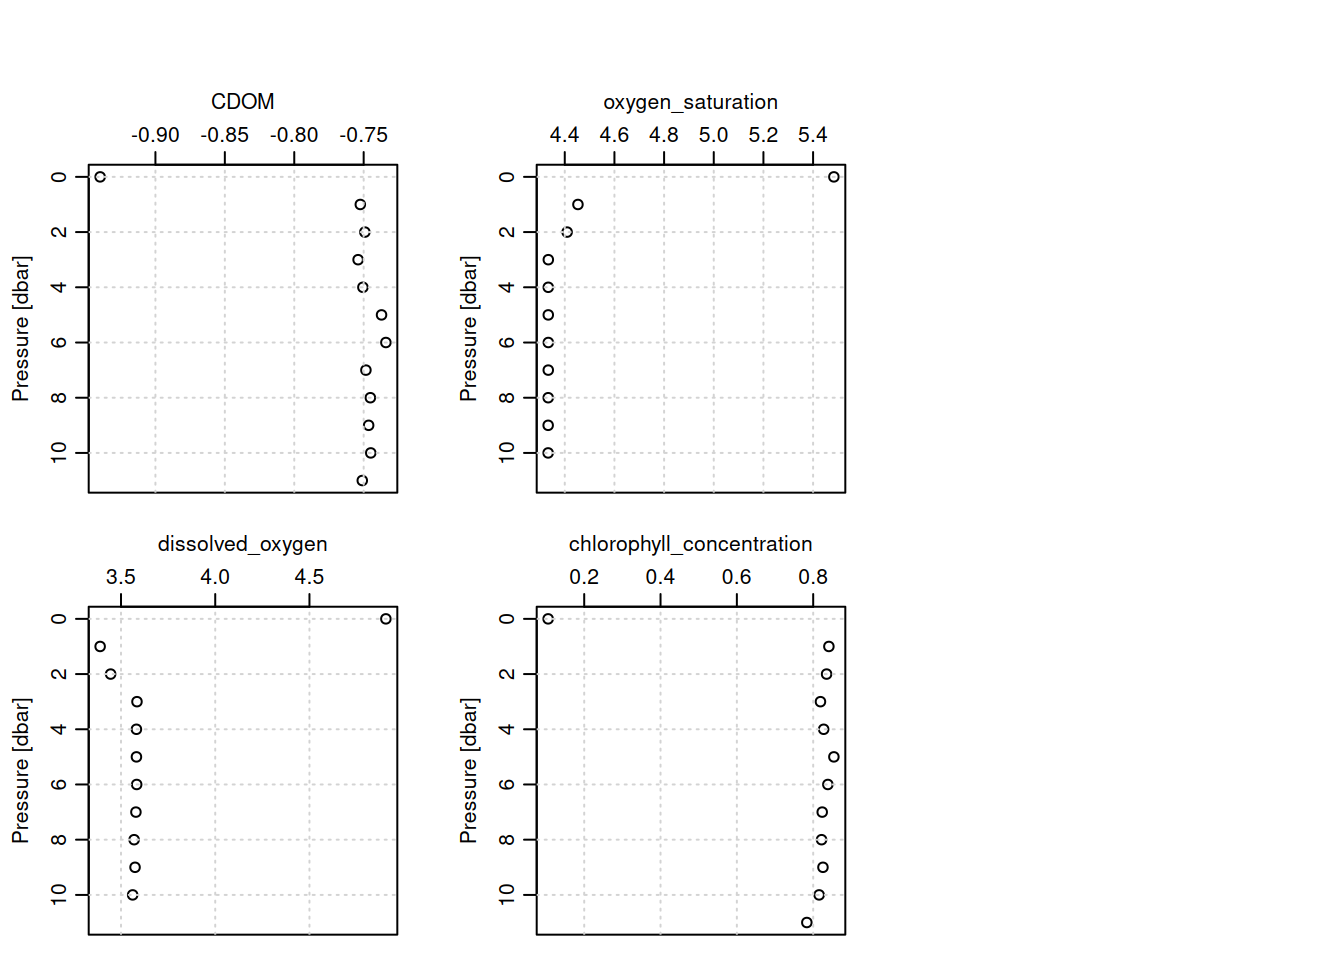 CDOM
-0.90 -0.85 -0.80 -0.75
Pressure [dbar]
0
2
4
6
8
10
oxygen_saturation
4.4 4.6 4.8 5.0 5.2 5.4
Pressure [dbar]
0
2
4
6
8
10
dissolved_oxygen
3.5 4.0 4.5
Pressure [dbar]
0
2
4
6
8
10
chlorophyll_concentration
0.2 0.4 0.6 0.8
Pressure [dbar]
0
2
4
6
8
10